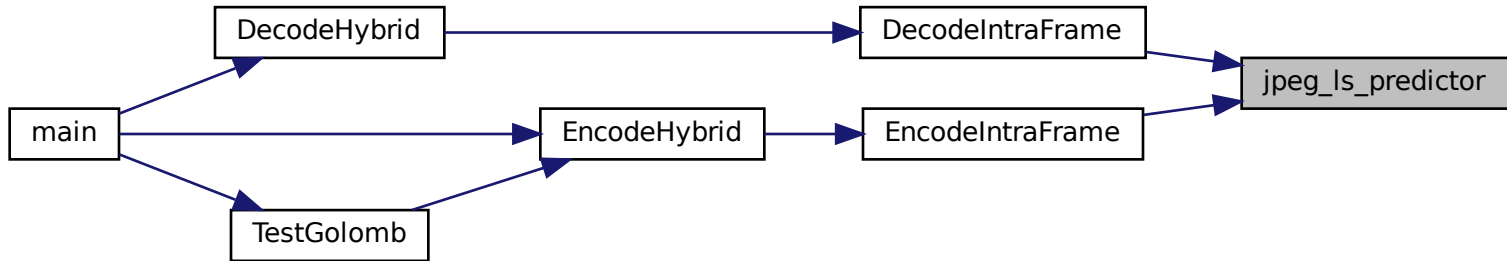 DecodeHybrid
DecodeIntraFrame
jpeg_ls_predictor
main
EncodeHybrid
EncodeIntraFrame
TestGolomb